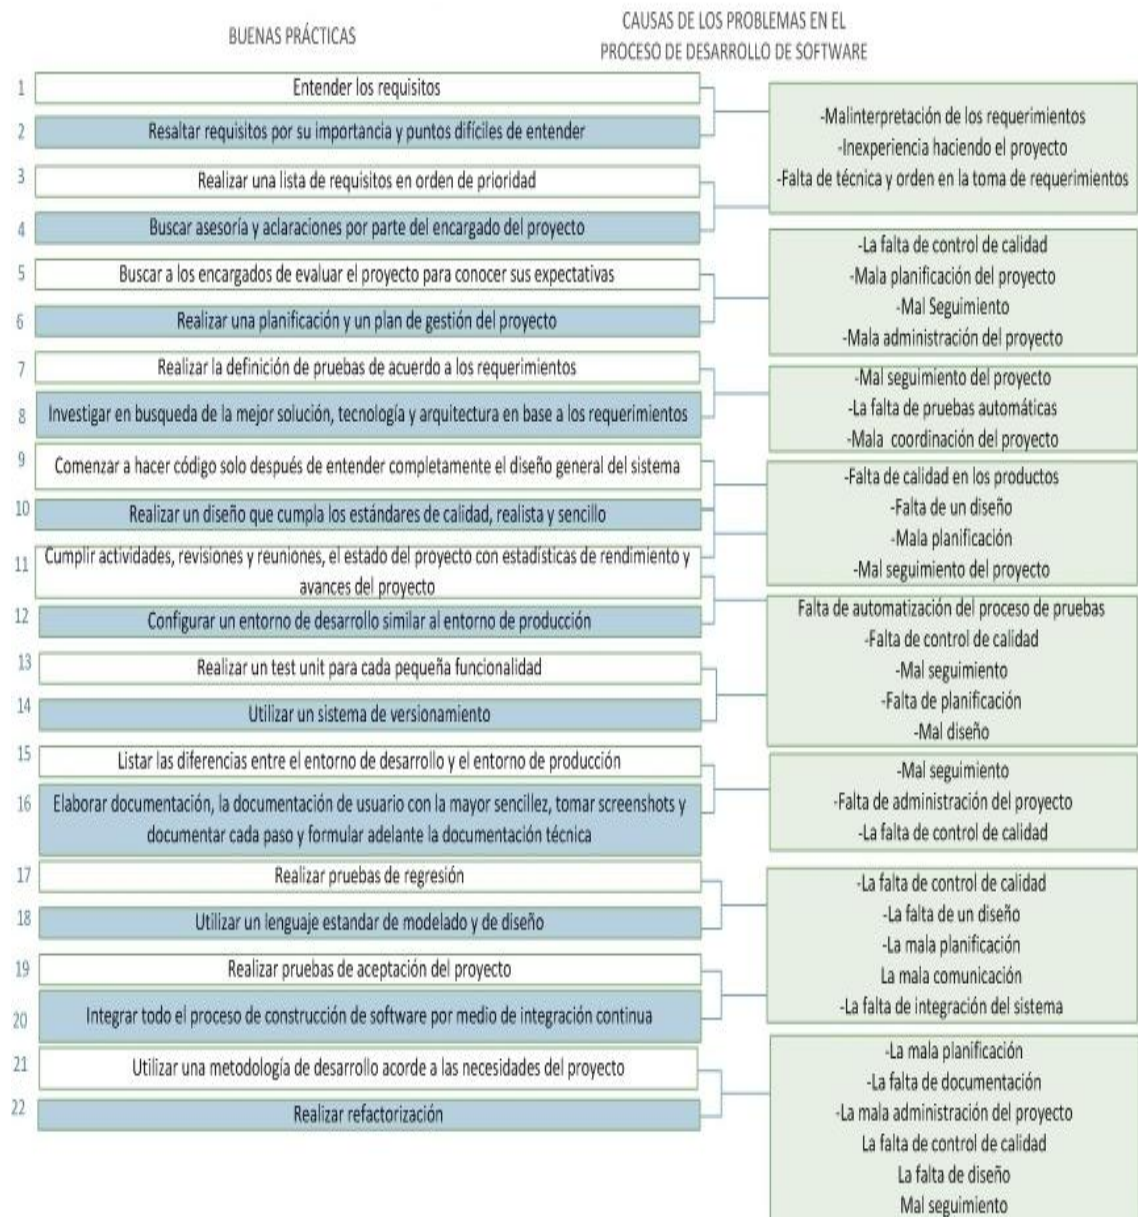 BUENAS PRÁCTICAS
CAUSAS DE LOS PROBLEMAS EN EL
PROCESO DE DESARROLLO DE SOFTWARE
1 Entender los requisitos
2 Resaltar requisitos por su importancia y puntos difíciles de entender
3 Realizar una lista de requisitos en orden de prioridad
4 Buscar asesoría y aclaraciones por parte del encargado del proyecto
5 Buscar a los encargados de evaluar el proyecto para conocer sus expectativas
6 Realizar una planificación y un plan de gestión del proyecto
7 Realizar la definición de pruebas de acuerdo a los requerimientos
8 Investigar en busqueda de la mejor solución, tecnología y arquitectura en base a los requerimientos
9 Comenzar a hacer código solo después de entender completamente el diseño general del sistema
10 Realizar un diseño que cumpla los estándares de calidad, realista y sencillo
11 Cumplir actividades, revisiones y reuniones, el estado del proyecto con estadísticas de rendimiento y
avances del proyecto
12 Configurar un entorno de desarrollo similar al entorno de producción
13 Realizar un test unit para cada pequeña funcionalidad
14 Utilizar un sistema de versionamiento
15 Listar las diferencias entre el entorno de desarrollo y el entorno de producción
16 Elaborar documentación, la documentación de usuario con la mayor sencillez, tomar screenshots y
documentar cada paso y formular adelante la documentación técnica
17 Realizar pruebas de regresión
18 Utilizar un lenguaje estandar de modelado y de diseño
19 Realizar pruebas de aceptación del proyecto
20 Integrar todo el proceso de construcción de software por medio de integración continua
21 Utilizar una metodología de desarrollo acorde a las necesidades del proyecto
22 Realizar refactorización
-Malinterpretación de los requerimientos
-Inexperiencia haciendo el proyecto
-Falta de técnica y orden en la toma de requerimientos
-La falta de control de calidad
-Mala planificación del proyecto
-Mal Seguimiento
-Mala administración del proyecto
-Mal seguimiento del proyecto
-La falta de pruebas automáticas
-Mala coordinación del proyecto
-Falta de calidad en los productos
-Falta de un diseño
-Mala planificación
-Mal seguimiento del proyecto
Falta de automatización del proceso de pruebas
-Falta de control de calidad
-Mal seguimiento
-Falta de planificación
-Mal diseño
-Mal seguimiento
-Falta de administración del proyecto
-La falta de control de calidad
-La falta de control de calidad
-La falta de un diseño
-La mala planificación
La mala comunicación
-La falta de integración del sistema
-La mala planificación
-La falta de documentación
-La mala administración del proyecto
La falta de control de calidad
La falta de diseño
Mal seguimiento